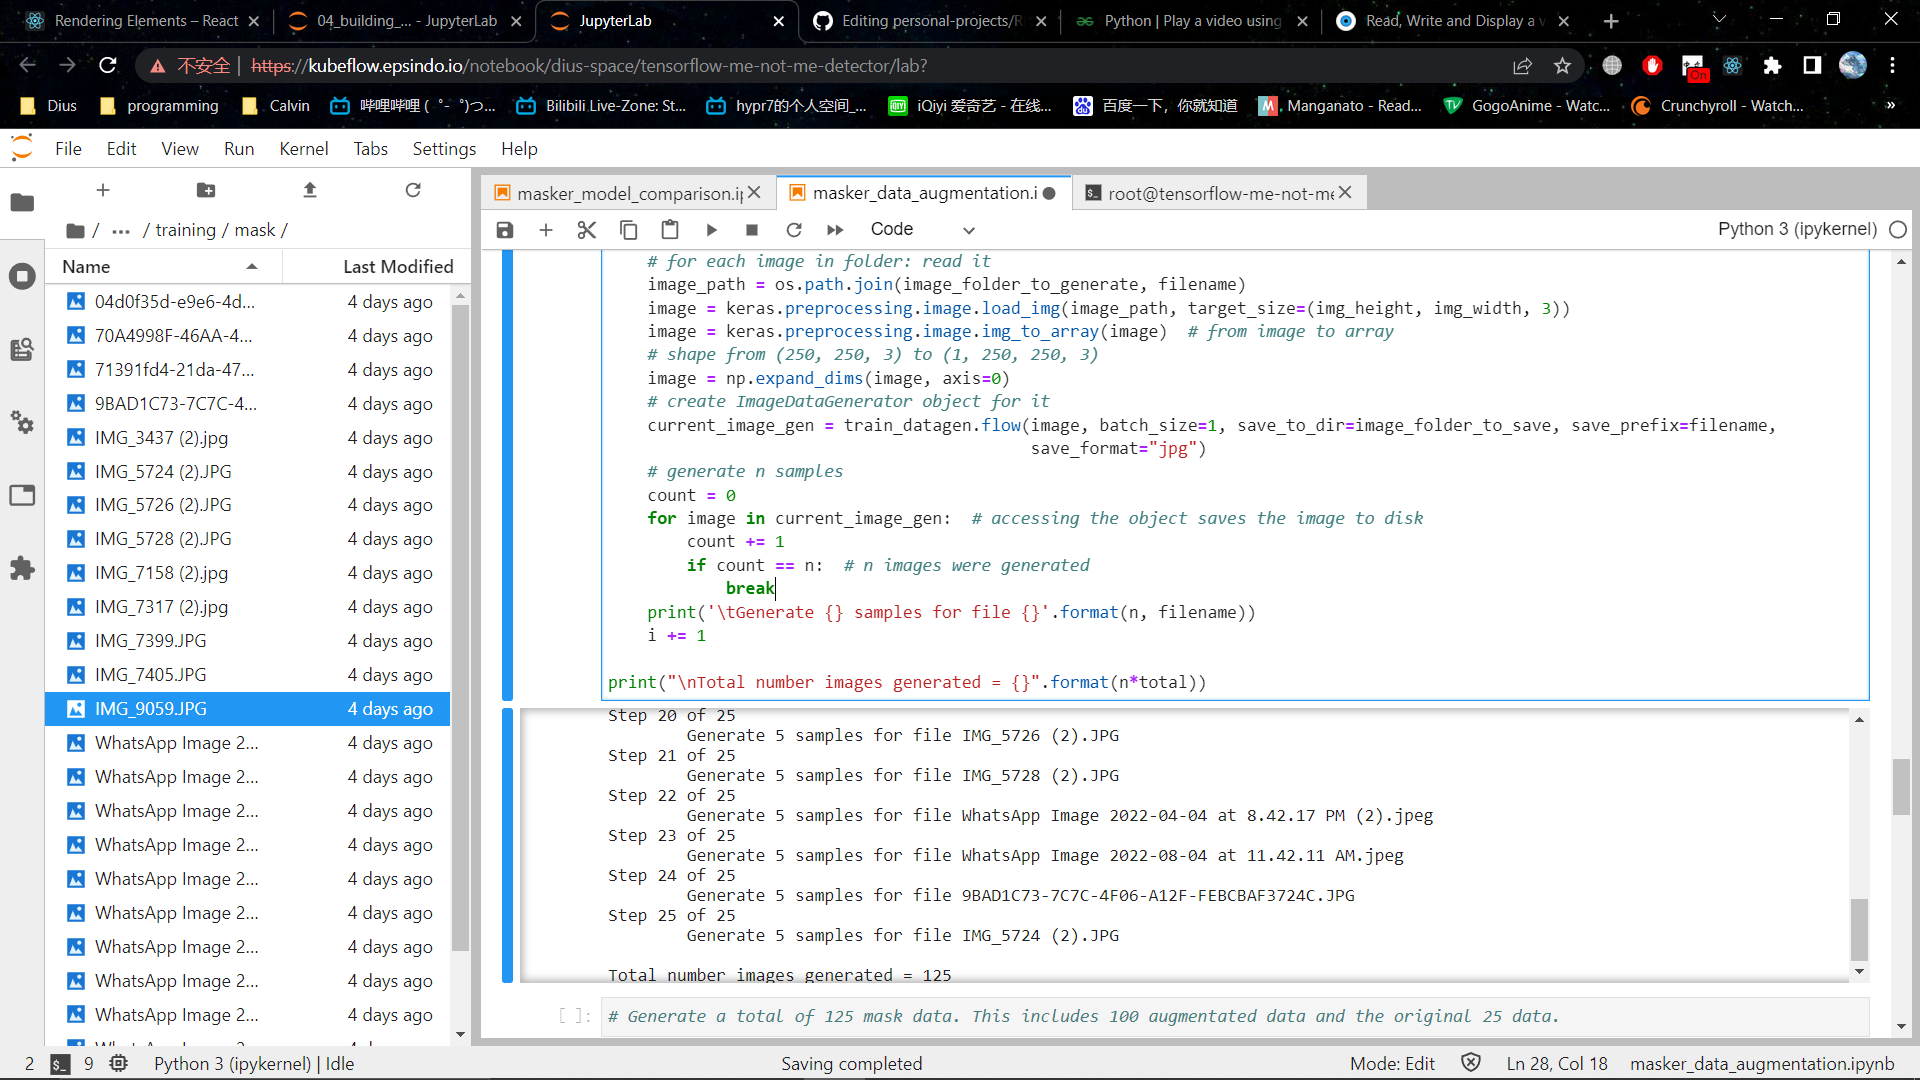 Rendering Elements – React
04_building_... - JupyterLab
JupyterLab
Editing personal-projects/R
Python | Play a video using
Read, Write and Display a v
不安全 | https://kubeflow.epsindo.io/notebook/dius-space/tensorflow-me-not-me-detector/lab?
On
Dius
programming
Calvin
哔哩哔哩 ( ゜- ゜)つ...
Bilibili Live-Zone: St...
hypr7的个人空间_...
iQiyi 爱奇艺 - 在线...
百度一下，你就知道
Manganato - Read...
GogoAnime - Watc...
Crunchyroll - Watch...
»
File Edit View Run Kernel Tabs Settings Help
masker_model_comparison.i
masker_data_augmentation.i
root@tensorflow-me-not-me
/ ... / training / mask /
Code
Python 3 (ipykernel)
Name
Last Modified
04d0f35d-e9e6-4d... 4 days ago
70A4998F-46AA-4... 4 days ago
71391fd4-21da-47... 4 days ago
9BAD1C73-7C7C-4... 4 days ago
IMG_3437 (2).jpg 4 days ago
IMG_5724 (2).JPG 4 days ago
IMG_5726 (2).JPG 4 days ago
IMG_5728 (2).JPG 4 days ago
IMG_7158 (2).jpg 4 days ago
IMG_7317 (2).jpg 4 days ago
IMG_7399.JPG 4 days ago
IMG_7405.JPG 4 days ago
IMG_9059.JPG 4 days ago
WhatsApp Image 2... 4 days ago
WhatsApp Image 2... 4 days ago
WhatsApp Image 2... 4 days ago
WhatsApp Image 2... 4 days ago
WhatsApp Image 2... 4 days ago
WhatsApp Image 2... 4 days ago
WhatsApp Image 2... 4 days ago
WhatsApp Image 2... 4 days ago
WhatsApp Image 2... 4 days ago
# for each image in folder: read it
image_path = os.path.join(image_folder_to_generate, filename)
image = keras.preprocessing.image.load_img(image_path, target_size=(img_height, img_width, 3))
image = keras.preprocessing.image.img_to_array(image)  # from image to array
# shape from (250, 250, 3) to (1, 250, 250, 3)
image = np.expand_dims(image, axis=0)
# create ImageDataGenerator object for it
current_image_gen = train_datagen.flow(image, batch_size=1, save_to_dir=image_folder_to_save, save_prefix=filename,
save_format="jpg")
# generate n samples
count = 0
for image in current_image_gen:  # accessing the object saves the image to disk
count += 1
if count == n:  # n images were generated
break
print('\tGenerate {} samples for file {}'.format(n, filename))
i += 1
print("\nTotal number images generated = {}".format(n*total))
Step 20 of 25
Generate 5 samples for file IMG_5726 (2).JPG
Step 21 of 25
Generate 5 samples for file IMG_5728 (2).JPG
Step 22 of 25
Generate 5 samples for file WhatsApp Image 2022-04-04 at 8.42.17 PM (2).jpeg
Step 23 of 25
Generate 5 samples for file WhatsApp Image 2022-08-04 at 11.42.11 AM.jpeg
Step 24 of 25
Generate 5 samples for file 9BAD1C73-7C7C-4F06-A12F-FEBCBAF3724C.JPG
Step 25 of 25
Generate 5 samples for file IMG_5724 (2).JPG
Total number images generated = 125
[ ]: # Generate a total of 125 mask data. This includes 100 augmentated data and the original 25 data.
2 $_ 9 Python 3 (ipykernel) | Idle
Saving completed
Mode: Edit
Ln 28, Col 18
masker_data_augmentation.ipynb